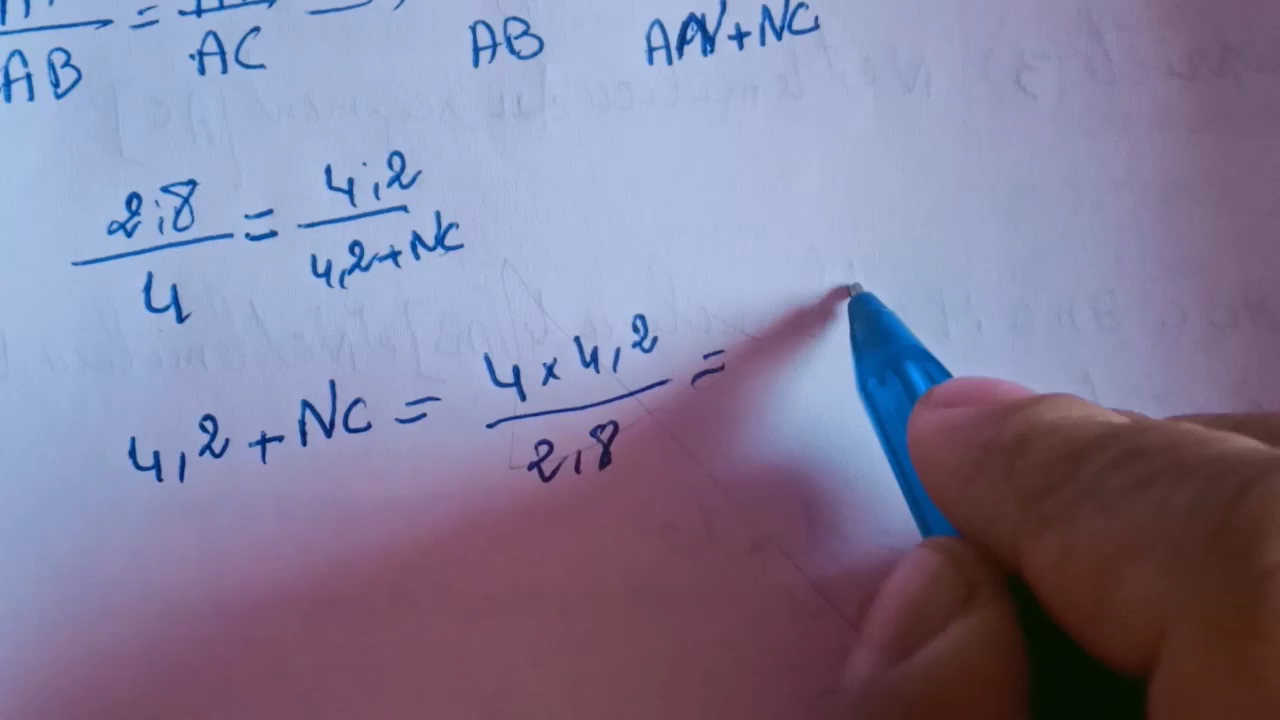 AB = AC — AB AN+NC
2,8/4 = 4,2/4,2+NC
4,2+NC = 4×4,2/2,8 =